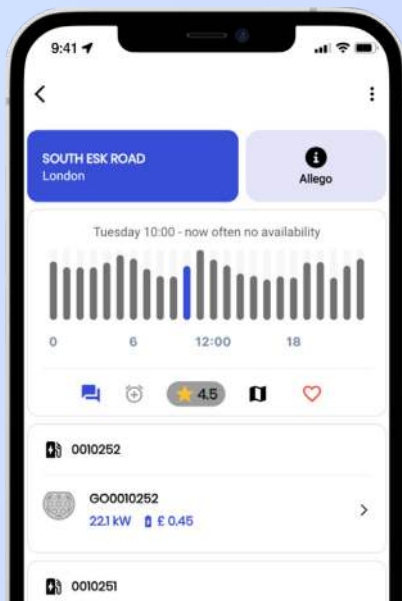 9:41
SOUTH ESK ROAD
London
Allego
Tuesday 10:00 - now often no availability
0 6 12:00 18
4.5
0010252
GO0010252
22.1 kW £ 0.45
0010251